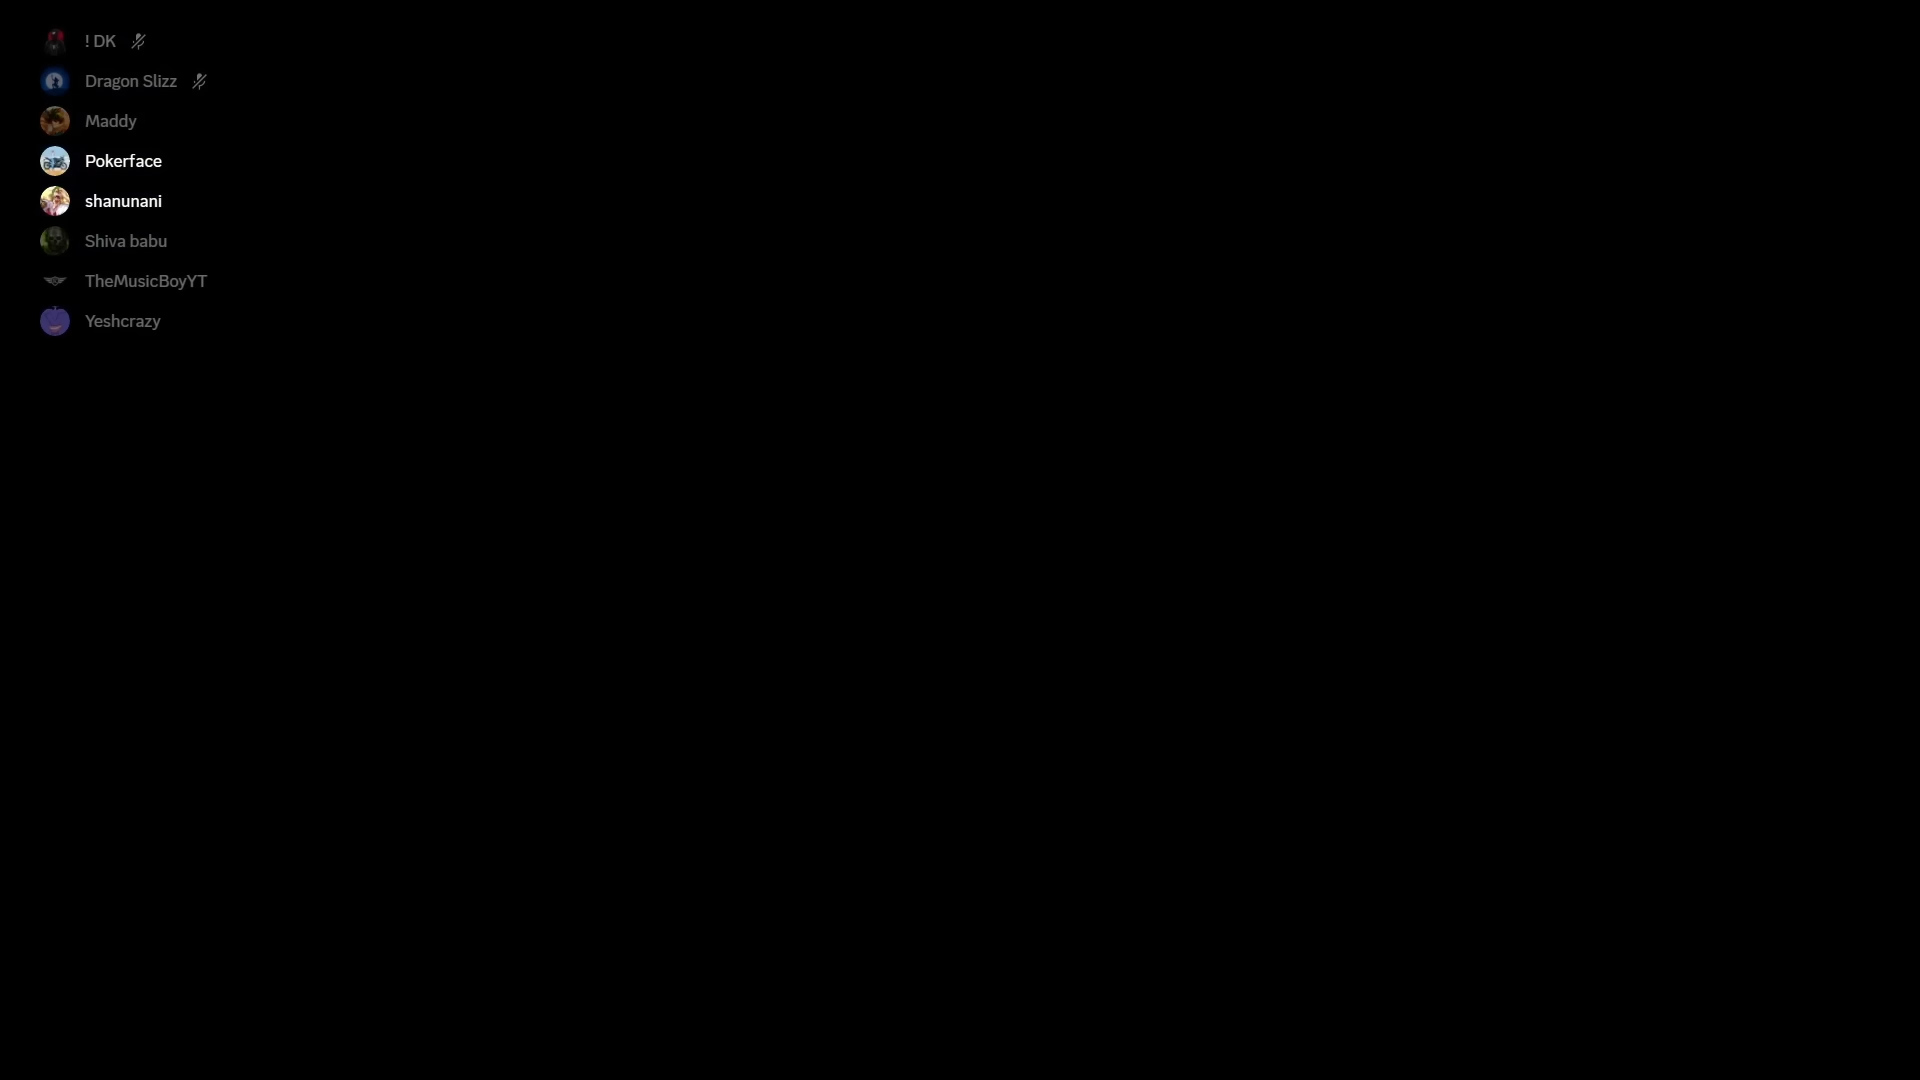 ! DK
Dragon Slizz
Maddy
Pokerface
shanunani
Shiva babu
TheMusicBoyYT
Yeshcrazy